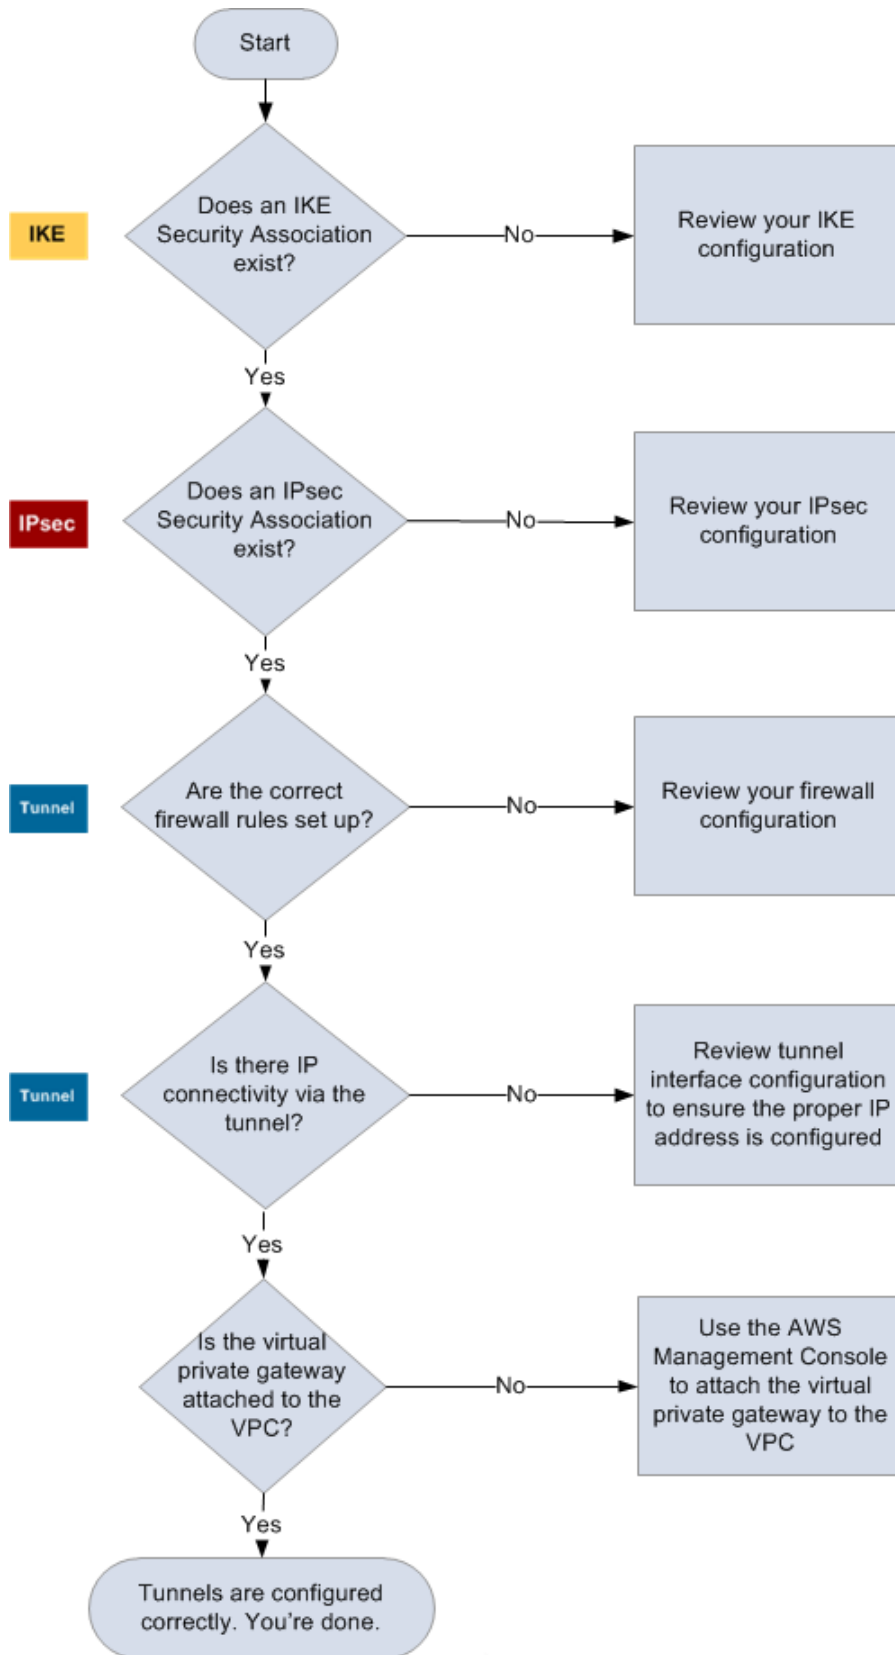 Start
IKE
Does an IKE
Security Association
exist?
No
Review your IKE
configuration
Yes
IPsec
Does an IPsec
Security Association
exist?
No
Review your IPsec
configuration
Yes
Tunnel
Are the correct
firewall rules set up?
No
Review your firewall
configuration
Yes
Tunnel
Is there IP
connectivity via the
tunnel?
No
Review tunnel
interface configuration
to ensure the proper IP
address is configured
Yes
Is the virtual
private gateway
attached to the
VPC?
No
Use the AWS
Management Console
to attach the virtual
private gateway to the
VPC
Yes
Tunnels are configured
correctly. You're done.